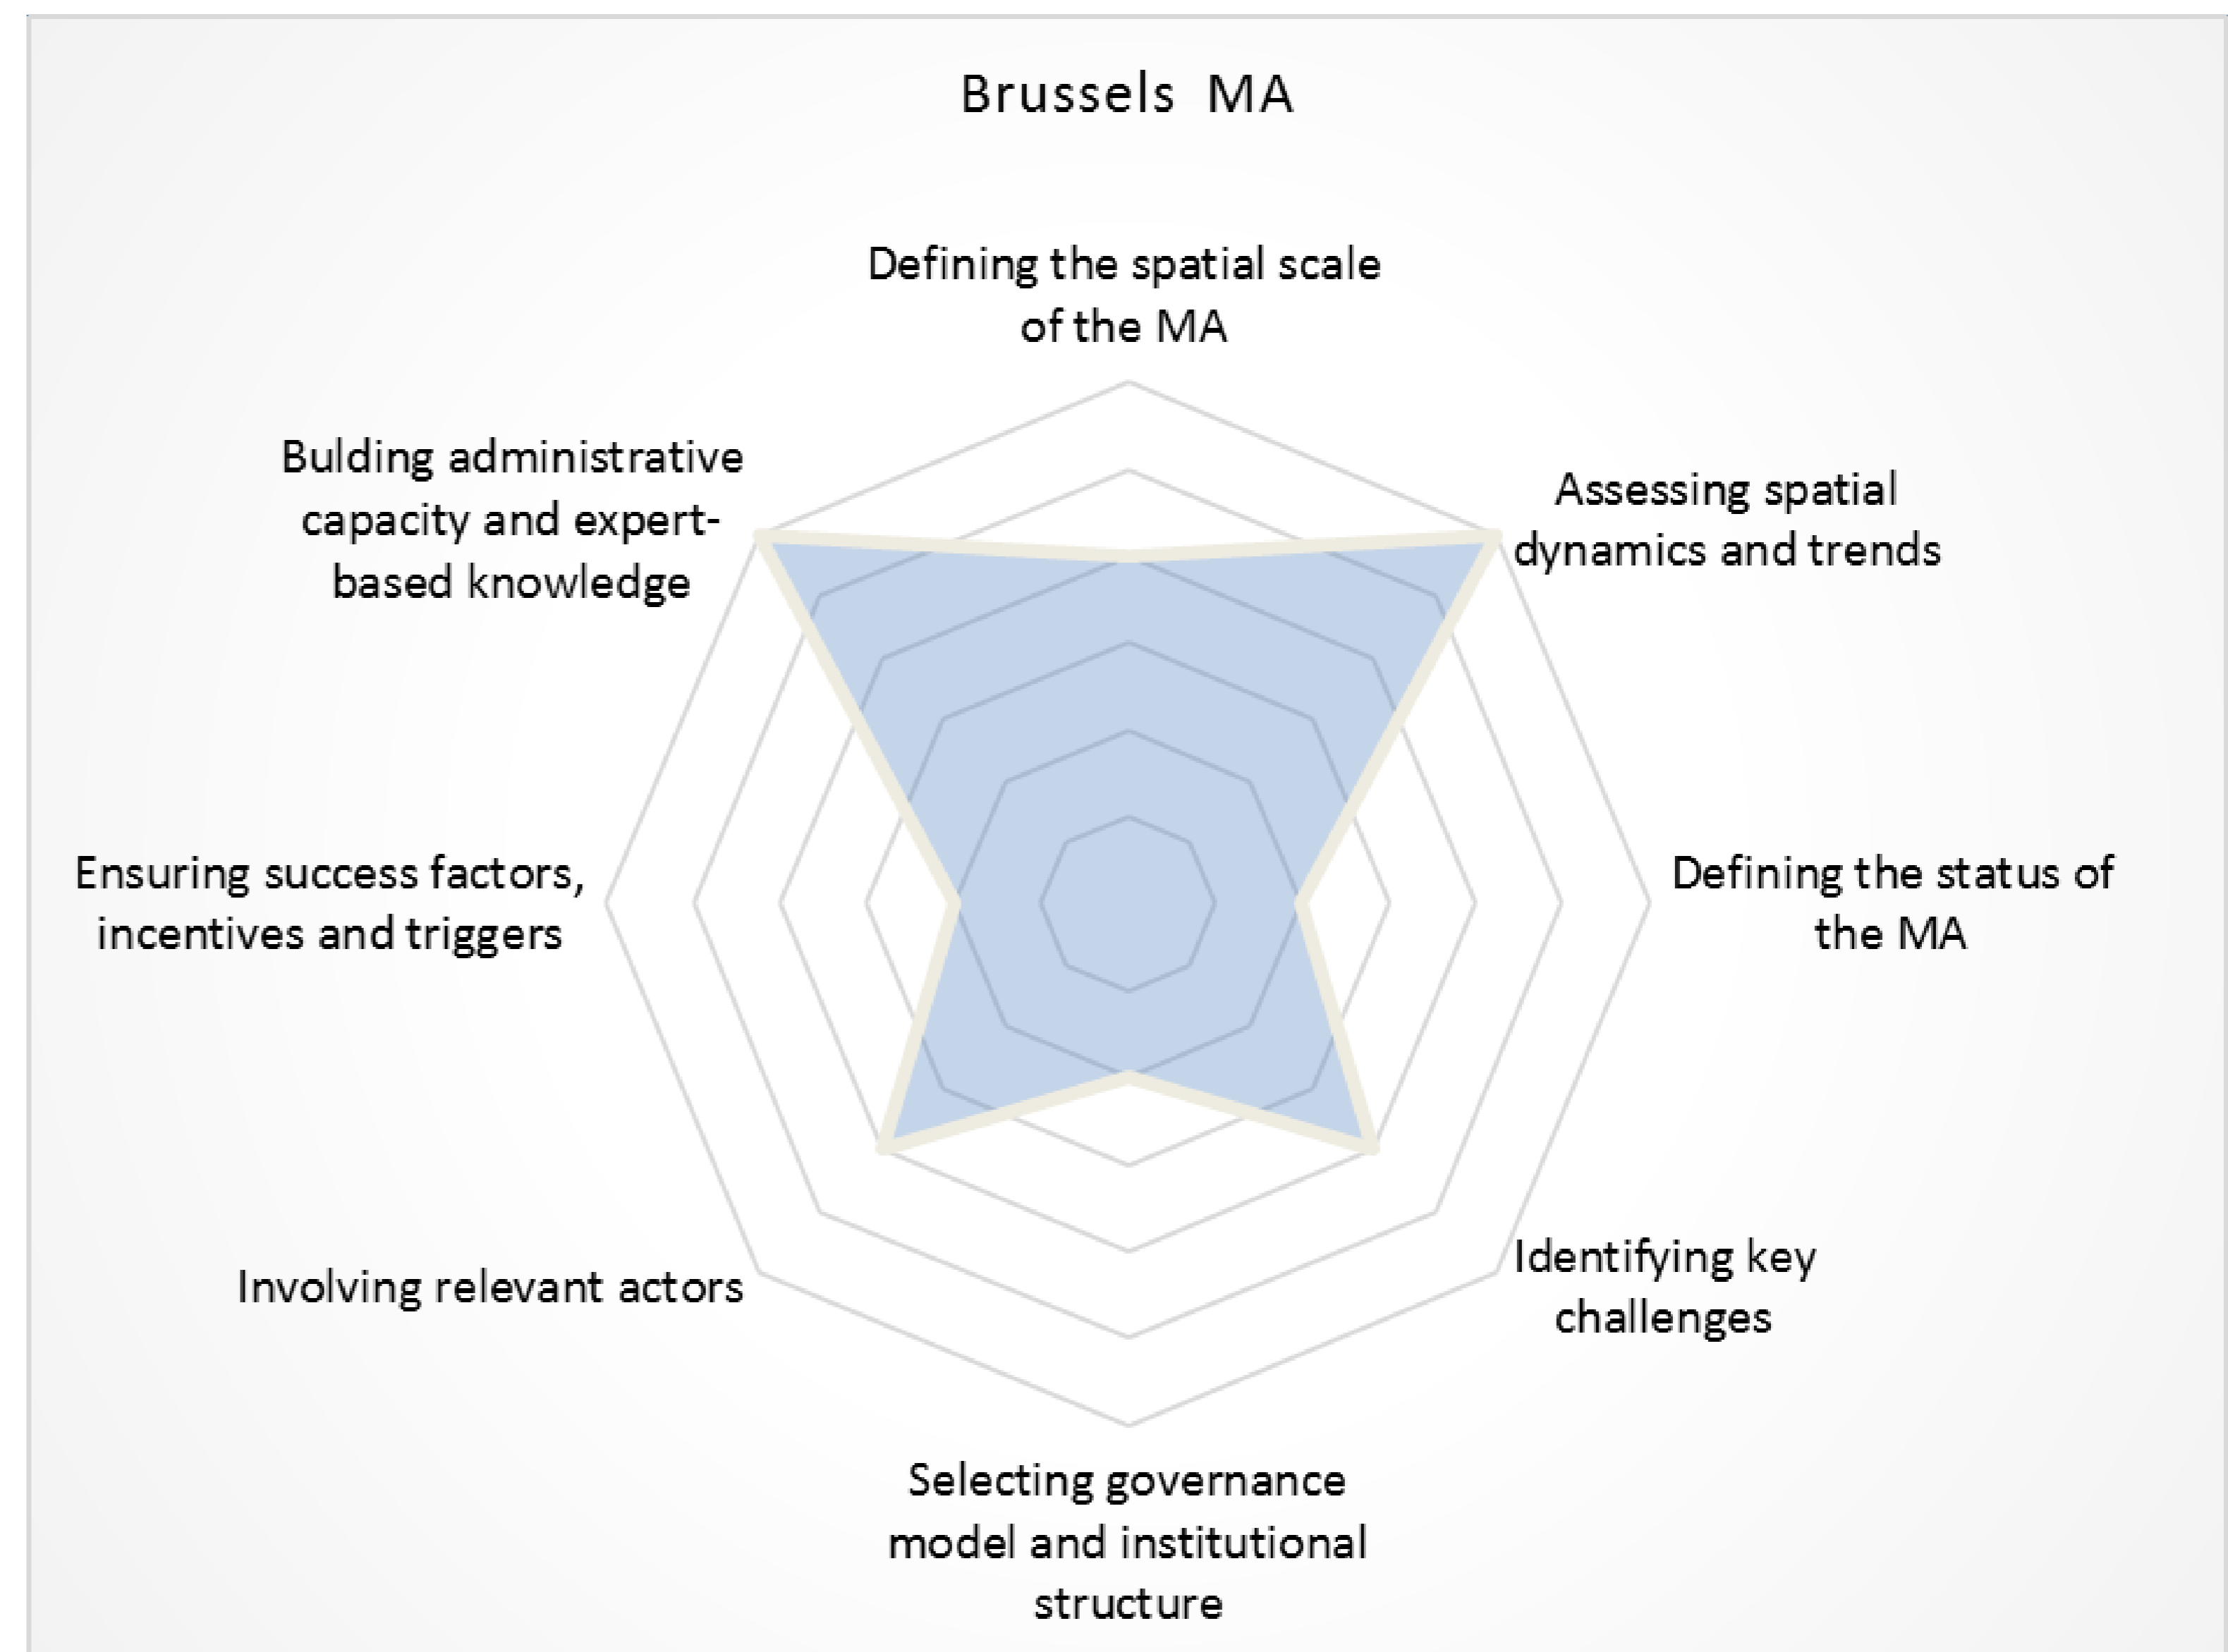 Brussels MA
Defining the spatial scale
of the MA
Assessing spatial
dynamics and trends
Defining the status of
the MA
Identifying key
challenges
Selecting governance
model and institutional
structure
Involving relevant actors
Ensuring success factors,
incentives and triggers
Bulding administrative
capacity and expert-
based knowledge